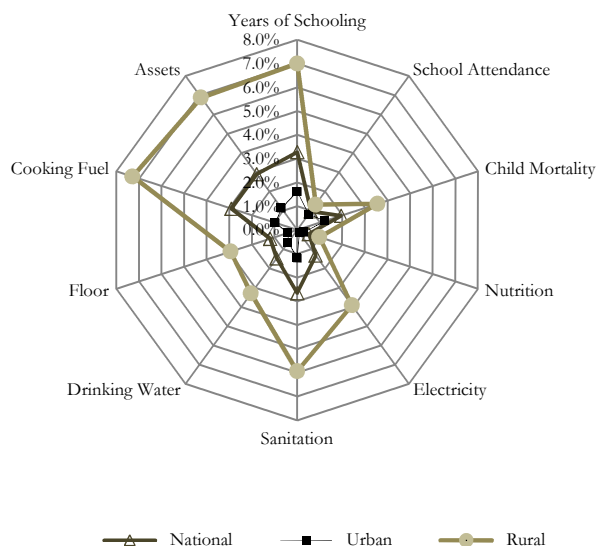 Years of Schooling
8.0%
7.0%
6.0%
5.0%
4.0%
3.0%
2.0%
1.0%
0.0%
Assets
School Attendance
Cooking Fuel
Child Mortality
Floor
Nutrition
Drinking Water
Electricity
Sanitation
National
Urban
Rural